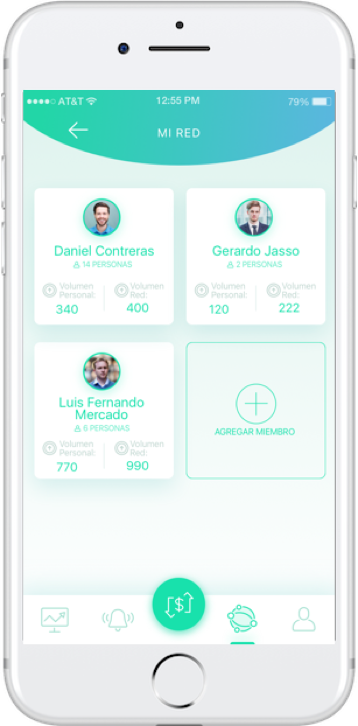 AT&T 12:55 PM 79%
MI RED
Daniel Contreras
14 PERSONAS
Volumen Personal:
340
Volumen Red:
400
Gerardo Jasso
2 PERSONAS
Volumen Personal:
120
Volumen Red:
222
Luis Fernando
Mercado
6 PERSONAS
Volumen Personal:
770
Volumen Red:
990
AGREGAR MIEMBRO
$